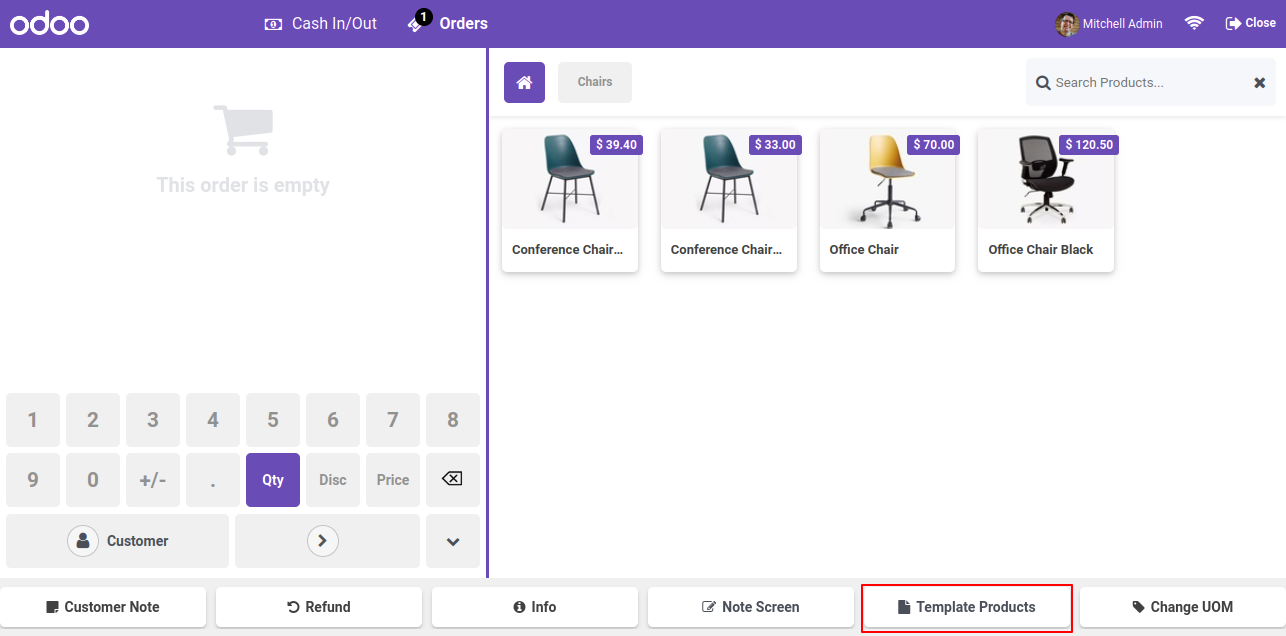 odoo
Cash In/Out
1
Orders
Mitchell Admin
Close
This order is empty
Chairs
Search Products...
$ 39.40
$ 33.00
$ 70.00
$ 120.50
Conference Chair...
Conference Chair...
Office Chair
Office Chair Black
1 2 3 4 5 6 7 8
9 0 +/- . Qty Disc Price
Customer
Customer Note
Refund
Info
Note Screen
Template Products
Change UOM